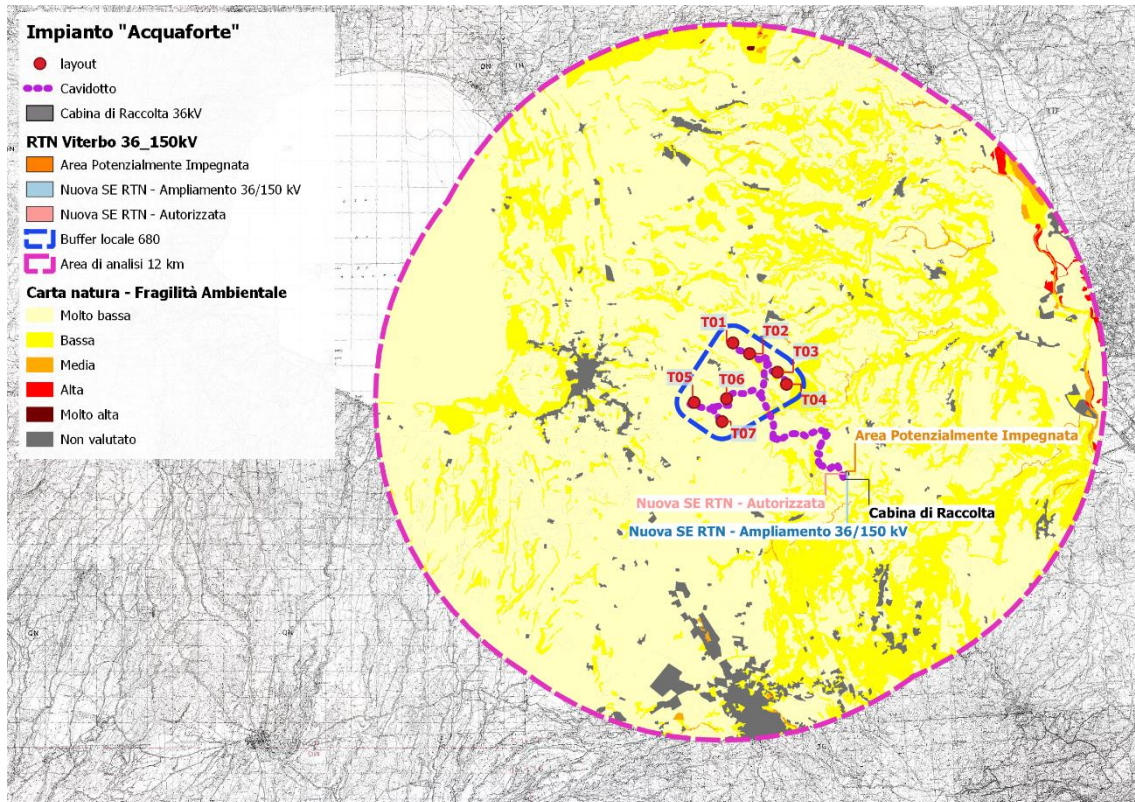 Impianto "Acquaforte"
layout
Cavidotto
Cabina di Raccolta 36kV
RTN Viterbo 36_150kV
Area Potenzialmente Impegnata
Nuova SE RTN - Ampliamento 36/150 kV
Nuova SE RTN - Autorizzata
Buffer locale 680
Area di analisi 12 km
Carta natura - Fragilità Ambientale
Molto bassa
Bassa
Media
Alta
Molto alta
Non valutato
T01
T02
T03
T05
T06
T04
T07
Area Potenzialmente Impegnata
Nuova SE RTN - Autorizzata
Cabina di Raccolta
Nuova SE RTN - Ampliamento 36/150 kV